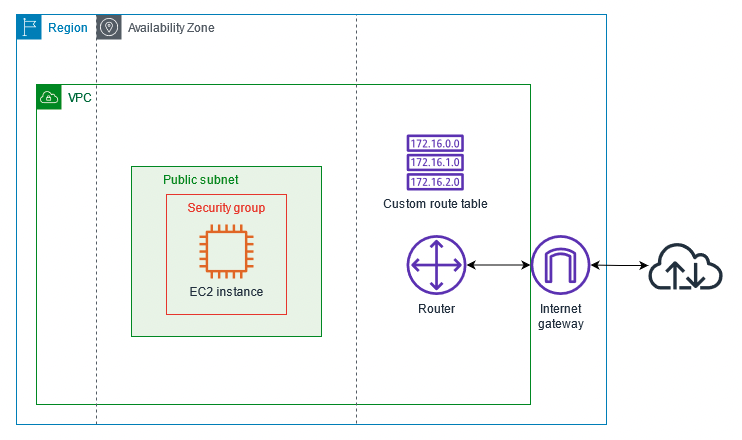 Region
Availability Zone
VPC
172.16.0.0
172.16.1.0
172.16.2.0
Custom route table
Public subnet
Security group
EC2 instance
Router
Internet
gateway